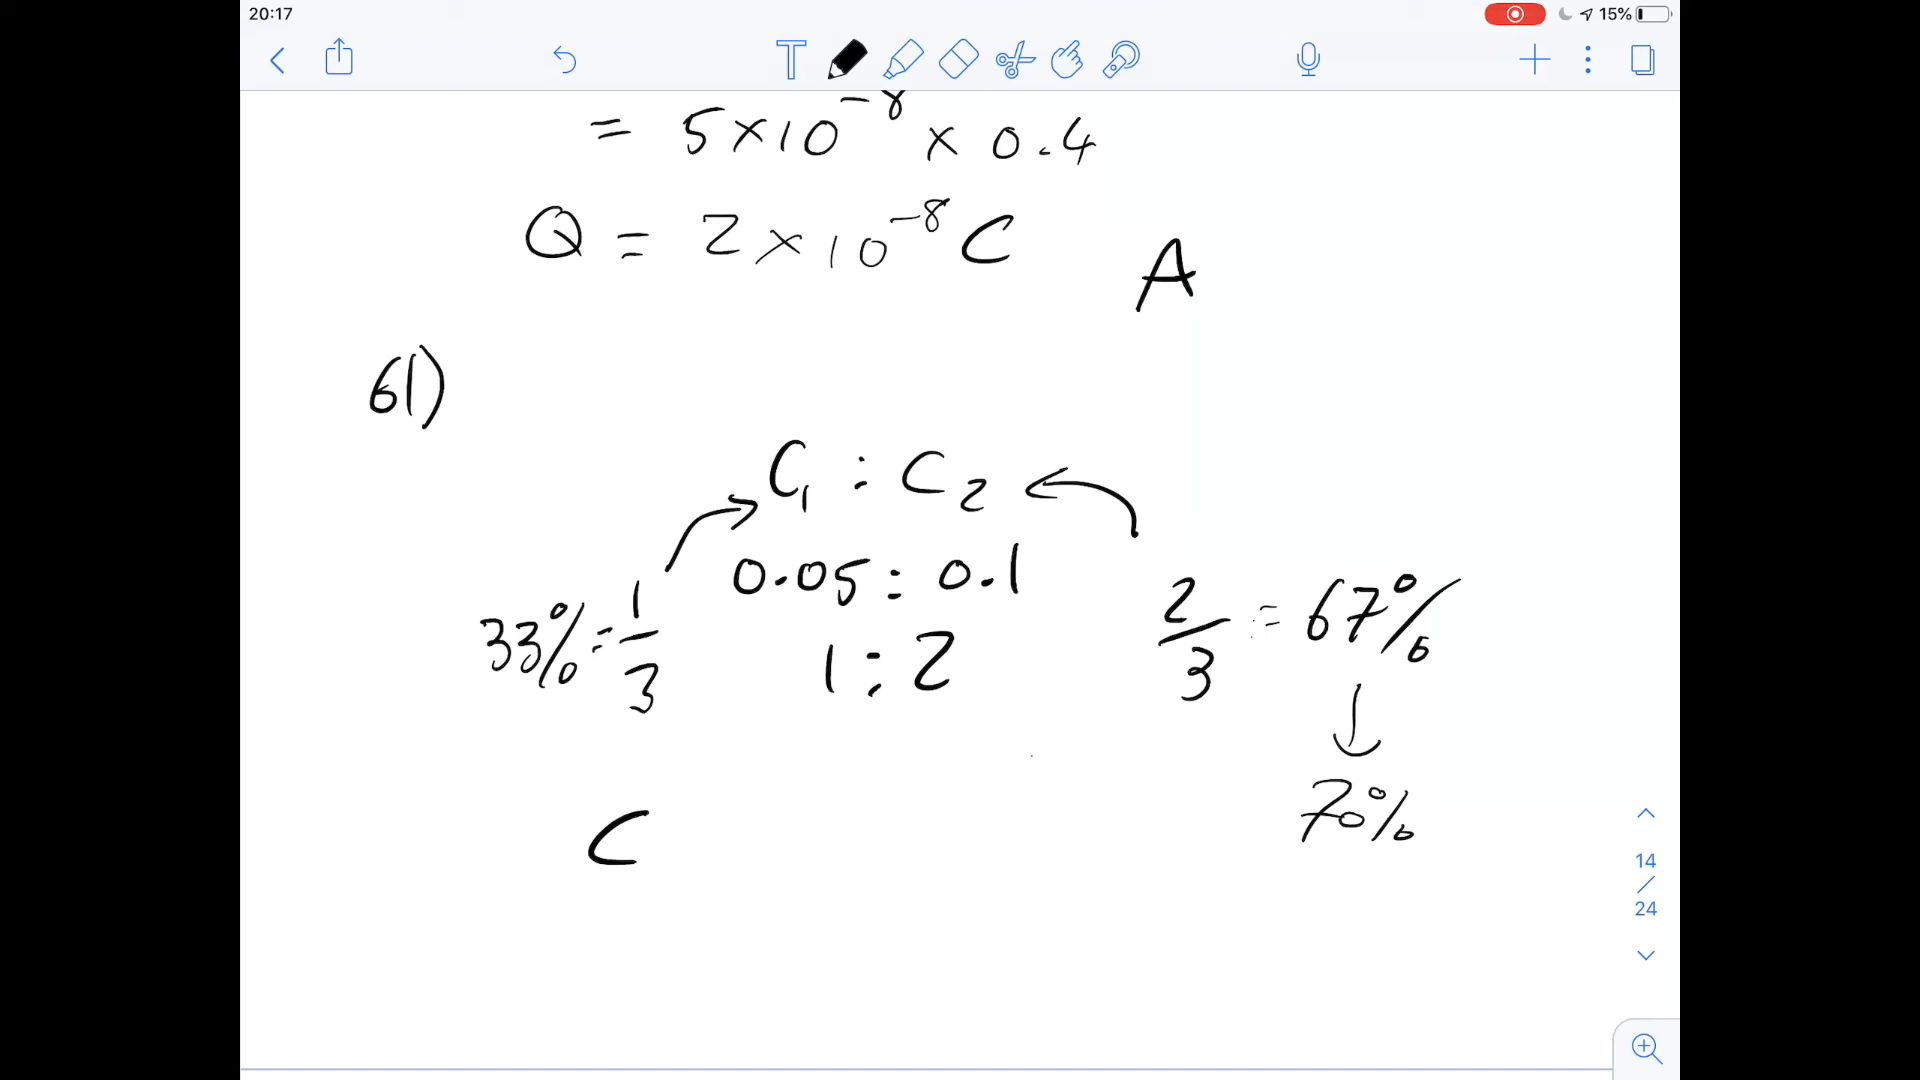 20:17
15%
= 5×10⁻⁸ × 0.4
Q = 2×10⁻⁸ C
A
61)
C₁ : C₂
0.05 : 0.1
33% = 1/3
1 : 2
2/3 = 67%
70%
C
14
/
24